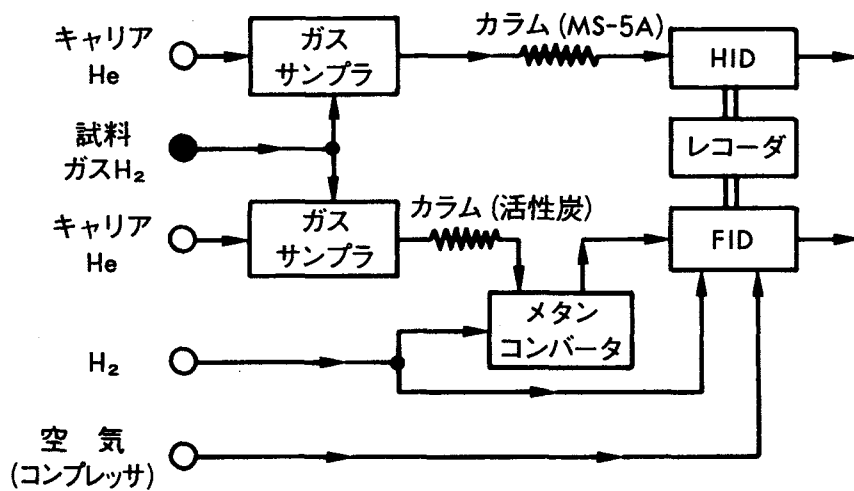 キャリア
He
ガス
サンプラ
カラム (MS-5A)
HID
試料
ガスH₂
レコーダ
キャリア
He
ガス
サンプラ
カラム (活性炭)
FID
メタン
コンバータ
H₂
空 気
(コンプレッサ)